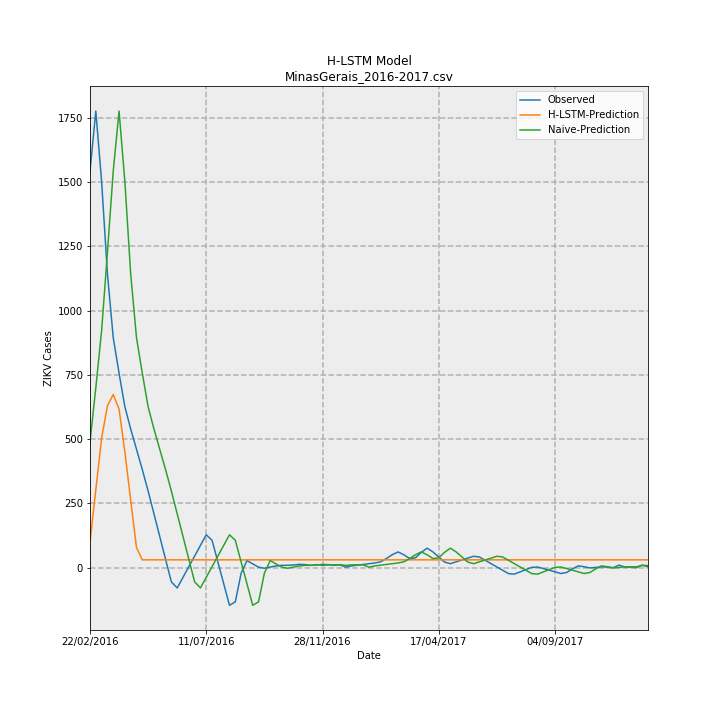 H-LSTM Model
MinasGerais_2016-2017.csv
Observed
H-LSTM-Prediction
Naive-Prediction
ZIKV Cases
1750
1500
1250
1000
750
500
250
0
22/02/2016
11/07/2016
28/11/2016
17/04/2017
04/09/2017
Date